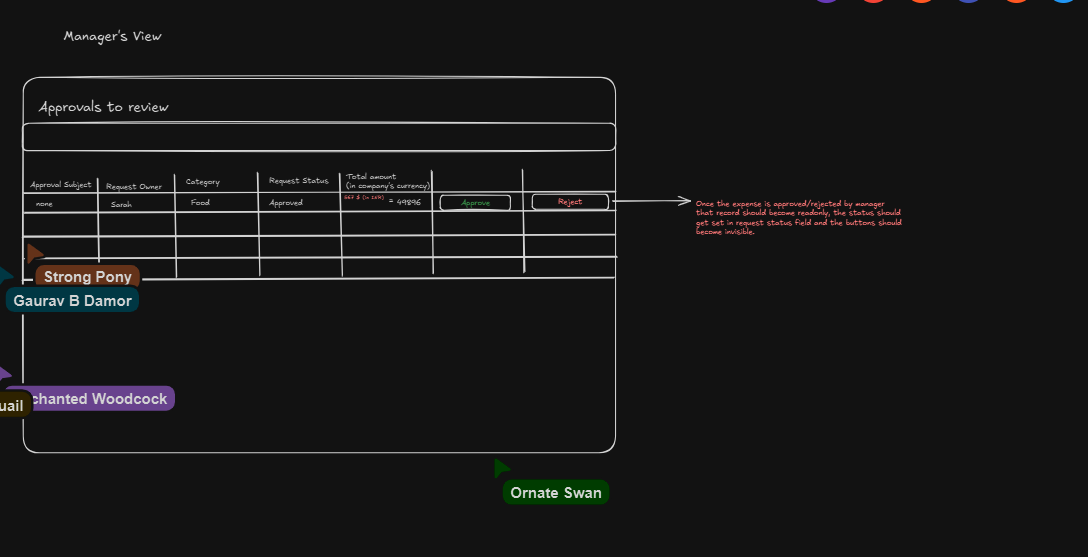 Manager's View
Approvals to review
Approval Subject
Request Owner
Category
Request Status
Total amount
(in company's currency)
none
Sarah
Food
Approved
= 49896
Approve
Reject
Once the expense is approved/rejected by manager
that record should become readonly, the status should
get set in request status field and the buttons should
become invisible.
Strong Pony
Gaurav B Damor
chanted Woodcock
uail
Ornate Swan